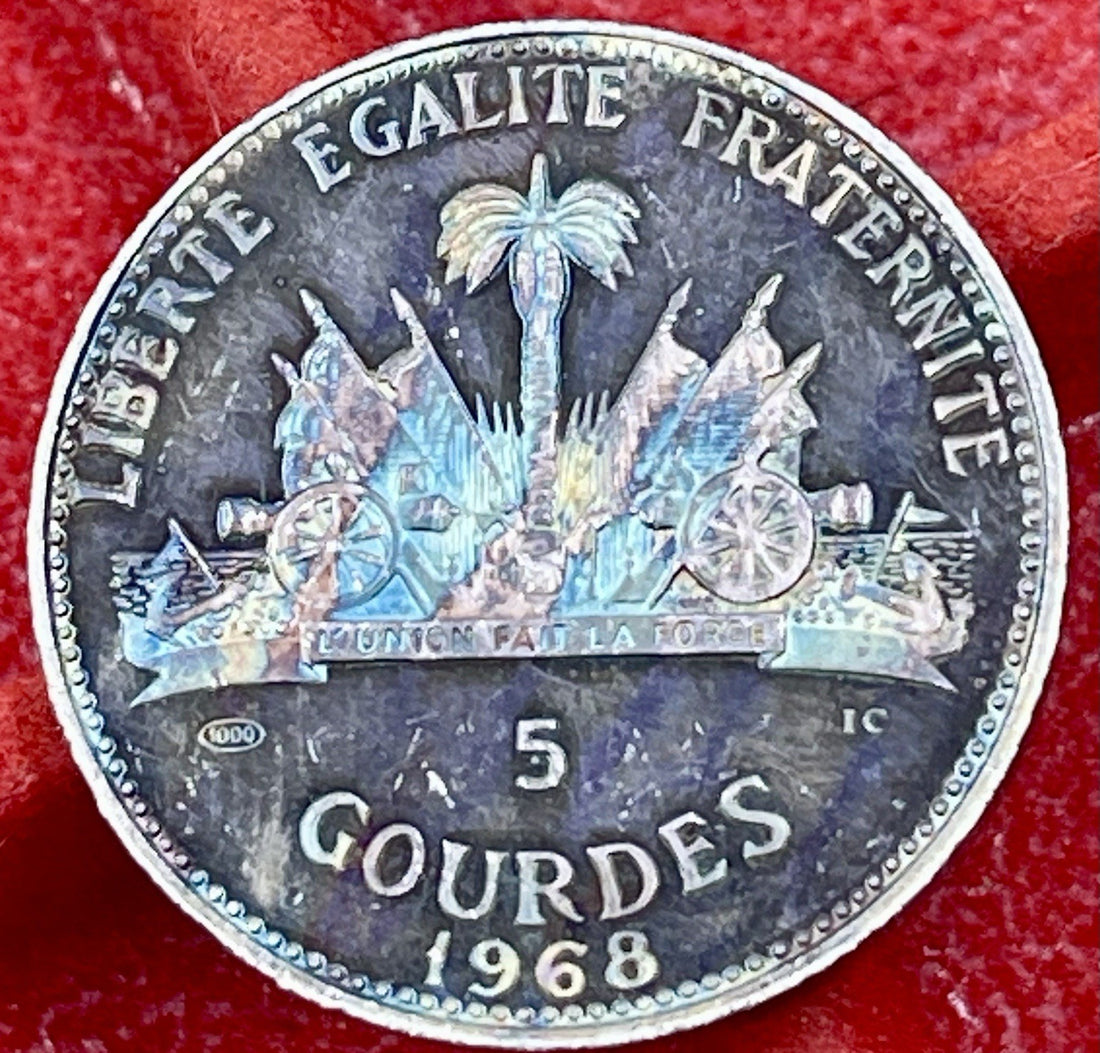 LIBERTE EGALITE FRATERNITE
L'UNION FAIT LA FORCE
1000
IC
5
GOURDES
1968